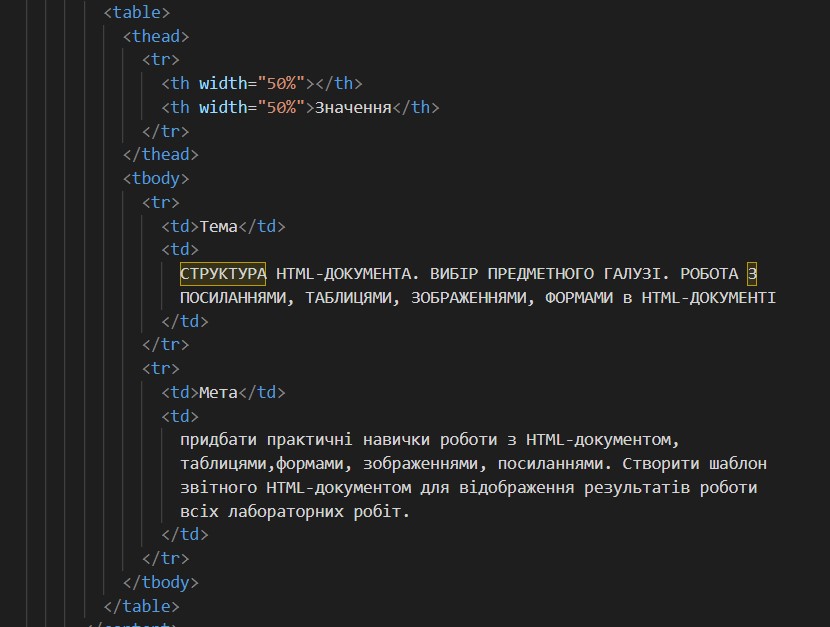 <table>
<thead>
<tr>
<th width="50%"></th>
<th width="50%">Значення</th>
</tr>
</thead>
<tbody>
<tr>
<td>Тема</td>
<td>
СТРУКТУРА HTML-ДОКУМЕНТА. ВИБІР ПРЕДМЕТНОГО ГАЛУЗІ. РОБОТА З
ПОСИЛАННЯМИ, ТАБЛИЦЯМИ, ЗОБРАЖЕННЯМИ, ФОРМАМИ в HTML-ДОКУМЕНТІ
</td>
</tr>
<tr>
<td>Мета</td>
<td>
придбати практичні навички роботи з HTML-документом,
таблицями,формами, зображеннями, посиланнями. Створити шаблон
звітного HTML-документом для відображення результатів роботи
всіх лабораторних робіт.
</td>
</tr>
</tbody>
</table>